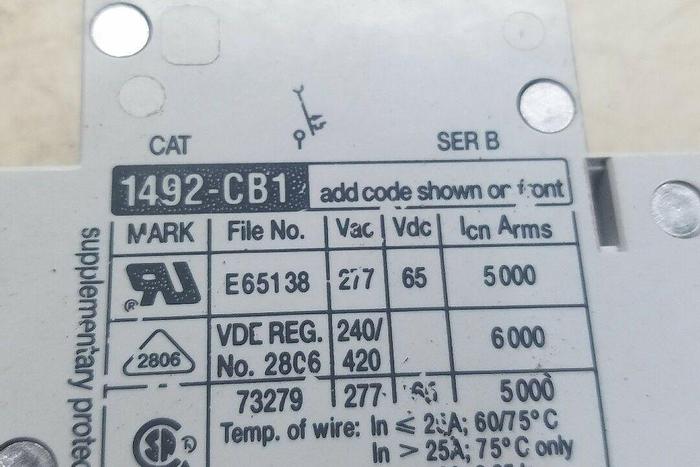 CAT SER B
1492-CB1 add code shown on front
MARK File No. Vac Vdc Icn Arms
E65138 277 65 5000
2806 VDE REG. No. 2806 240/420 6000
73279 277 65 5000
Temp. of wire: In ≤ 25A; 60/75°C
In > 25A; 75°C only
supplementary protec